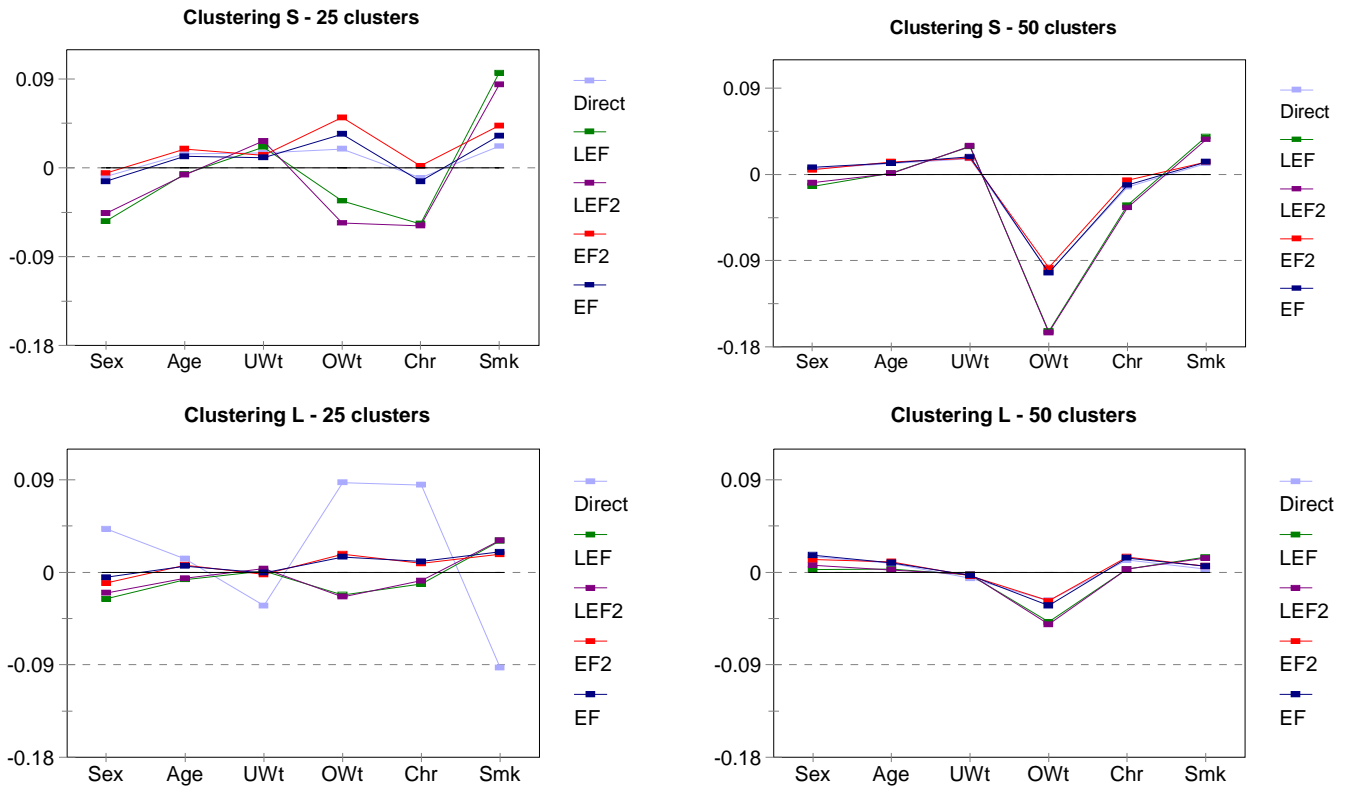 Clustering S - 25 clusters
0.09
0
-0.09
-0.18
Sex Age UWt OWt Chr Smk
Direct
LEF
LEF2
EF2
EF
Clustering S - 50 clusters
0.09
0
-0.09
-0.18
Sex Age UWt OWt Chr Smk
Direct
LEF
LEF2
EF2
EF
Clustering L - 25 clusters
0.09
0
-0.09
-0.18
Sex Age UWt OWt Chr Smk
Direct
LEF
LEF2
EF2
EF
Clustering L - 50 clusters
0.09
0
-0.09
-0.18
Sex Age UWt OWt Chr Smk
Direct
LEF
LEF2
EF2
EF